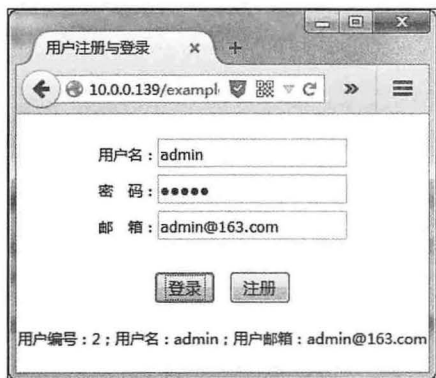 用户注册与登录
10.0.0.139/exampl
用户名：admin
密 码：●●●●●
邮 箱：admin@163.com
登录 注册
用户编号：2；用户名：admin；用户邮箱：admin@163.com